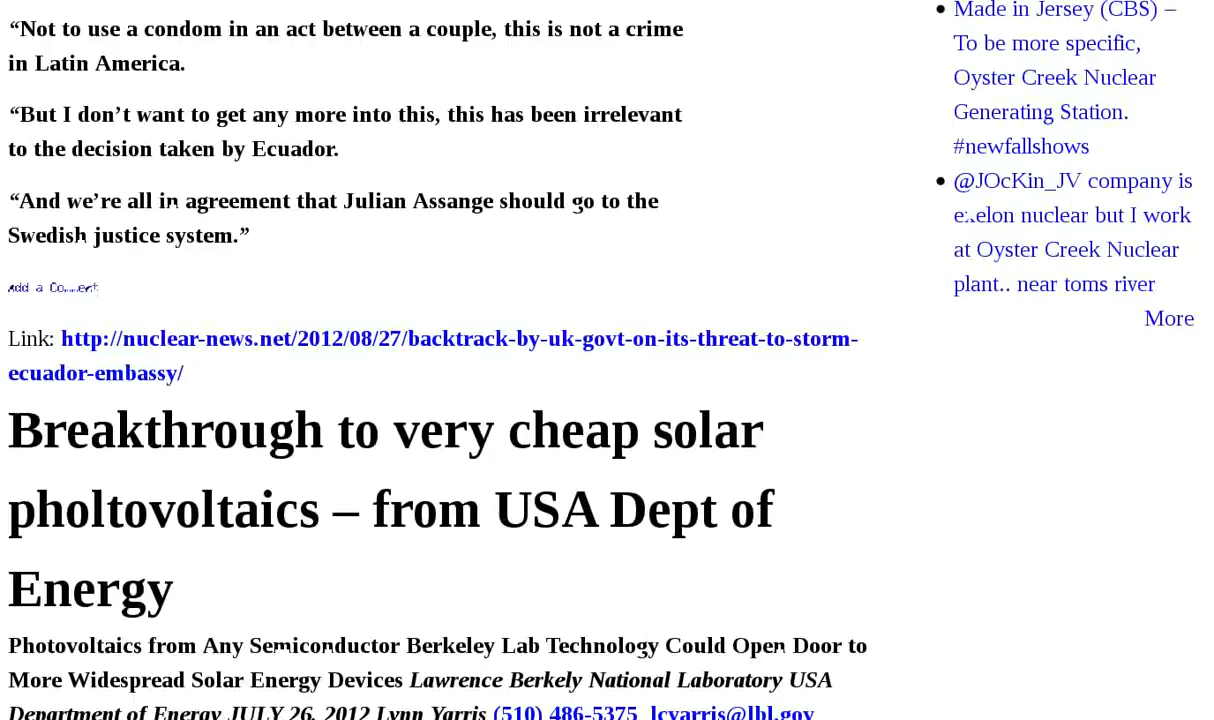 “Not to use a condom in an act between a couple, this is not a crime
in Latin America.
“But I don’t want to get any more into this, this has been irrelevant
to the decision taken by Ecuador.
“And we’re all in agreement that Julian Assange should go to the
Swedish justice system.”
Add a Comment
Link: http://nuclear-news.net/2012/08/27/backtrack-by-uk-govt-on-its-threat-to-storm-
ecuador-embassy/
Breakthrough to very cheap solar
pholtovoltaics – from USA Dept of
Energy
Photovoltaics from Any Semiconductor Berkeley Lab Technology Could Open Door to
More Widespread Solar Energy Devices Lawrence Berkely National Laboratory USA
Department of Energy JULY 26, 2012 Lynn Yarris (510) 486-5375 lcyarris@lbl.gov
Made in Jersey (CBS) –
To be more specific,
Oyster Creek Nuclear
Generating Station.
#newfallshows
@JOcKin_JV company is
exelon nuclear but I work
at Oyster Creek Nuclear
plant.. near toms river
More